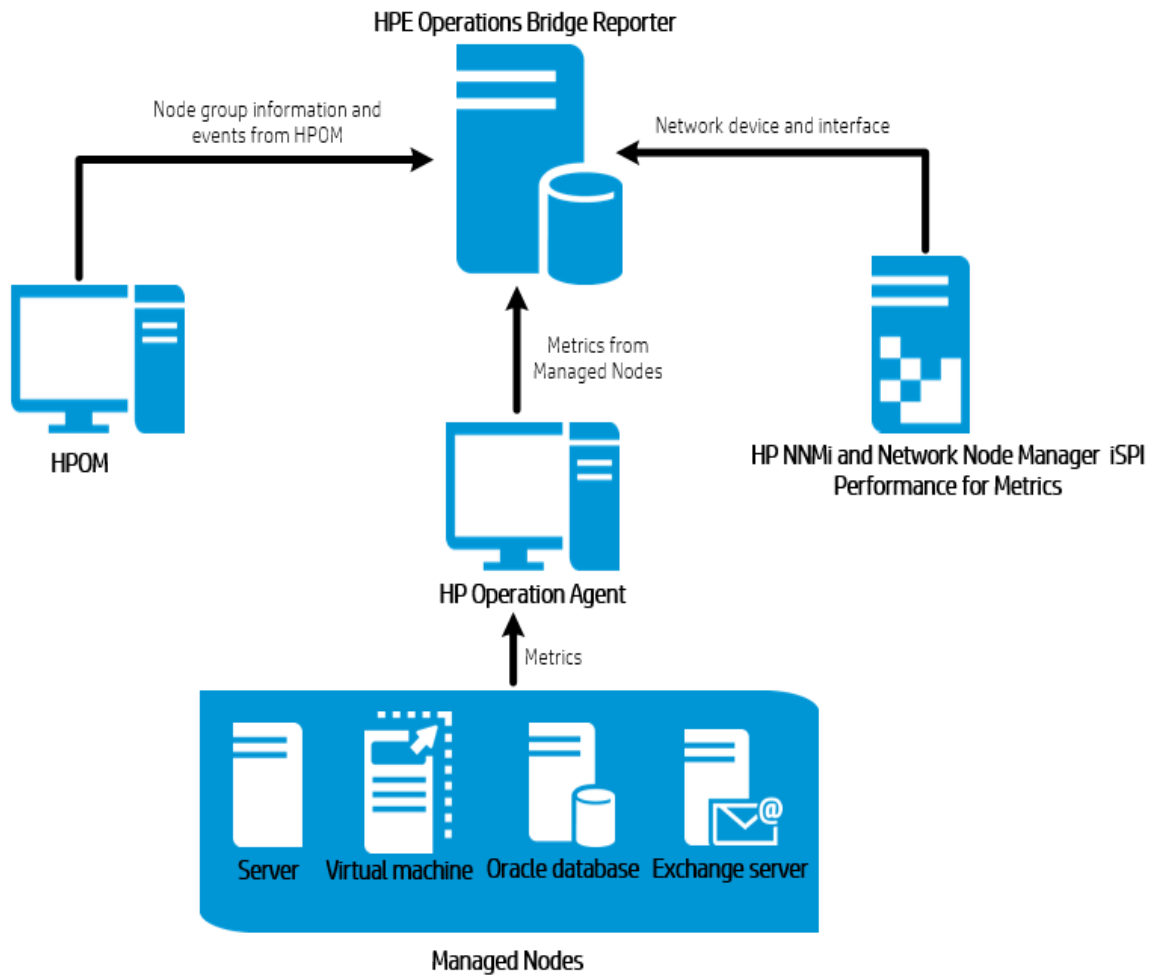 HPE Operations Bridge Reporter
Node group information and
events from HPOM
Network device and interface
HPOM
Metrics from
Managed Nodes
HP NNMi and Network Node Manager iSPI
Performance for Metrics
HP Operation Agent
Metrics
Server
Virtual machine
Oracle database
@
Exchange server
Managed Nodes